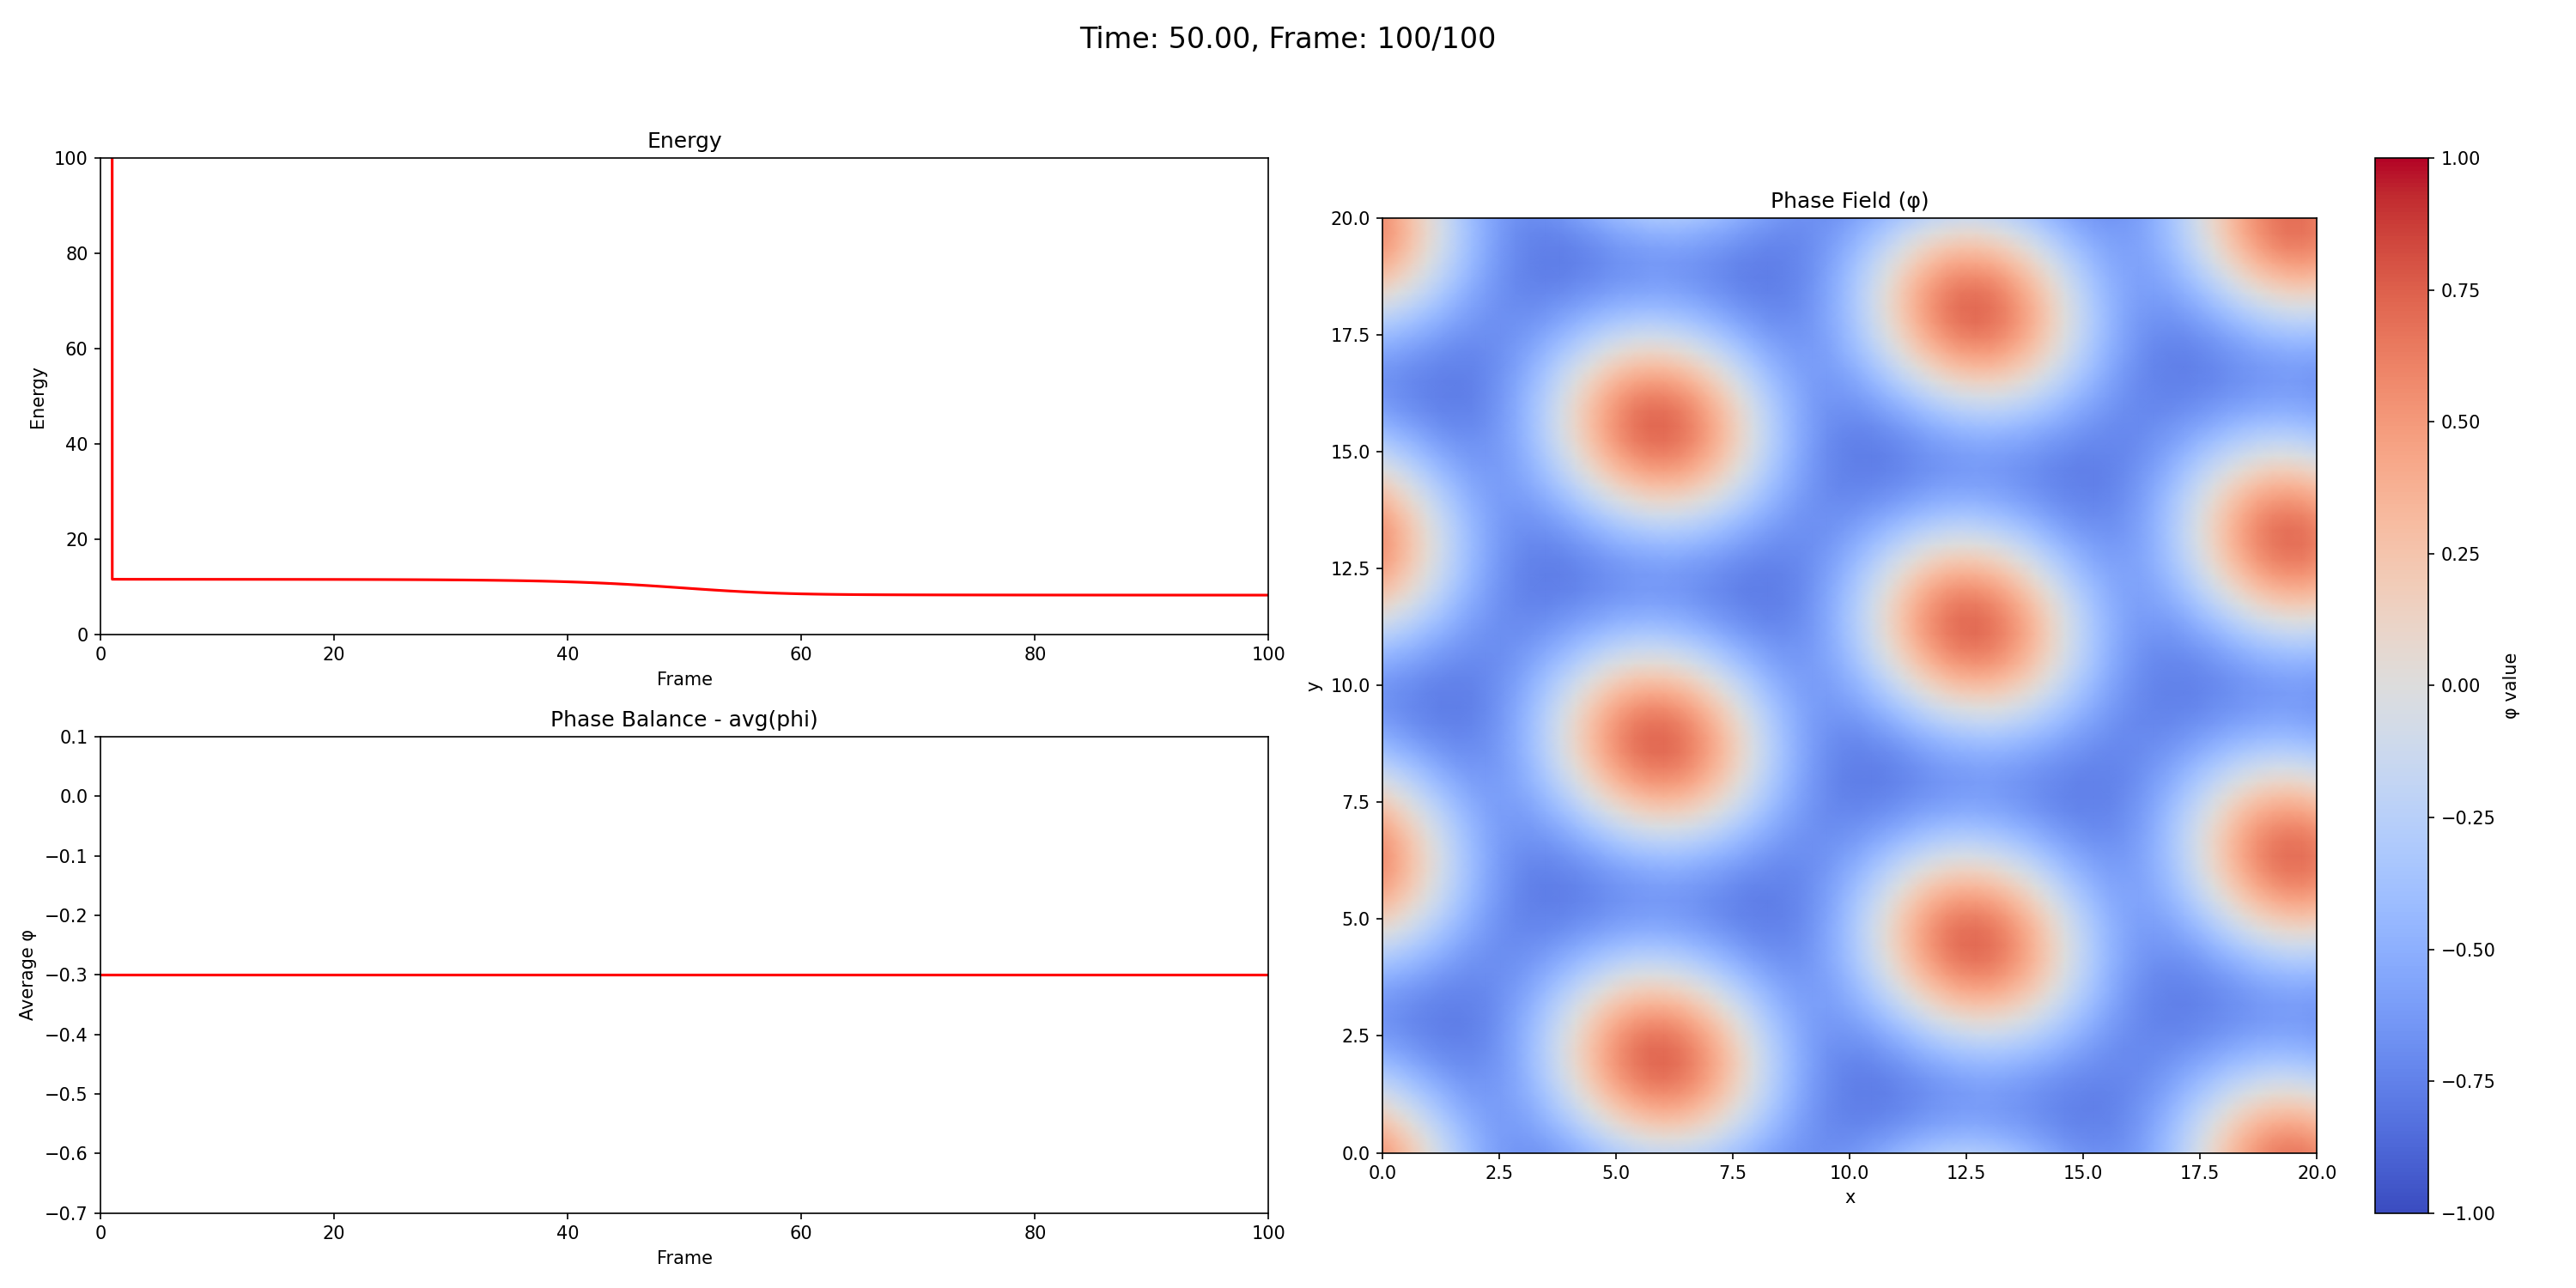 Time: 50.00, Frame: 100/100
Energy
100
80
60
40
20
0
Energy
0 20 40 60 80 100
Frame
Phase Balance - avg(phi)
0.1
0.0
−0.1
−0.2
−0.3
−0.4
−0.5
−0.6
−0.7
Average φ
0 20 40 60 80 100
Frame
Phase Field (φ)
20.0
17.5
15.0
12.5
10.0
7.5
5.0
2.5
0.0
y
0.0 2.5 5.0 7.5 10.0 12.5 15.0 17.5 20.0
x
1.00
0.75
0.50
0.25
0.00
−0.25
−0.50
−0.75
−1.00
φ value